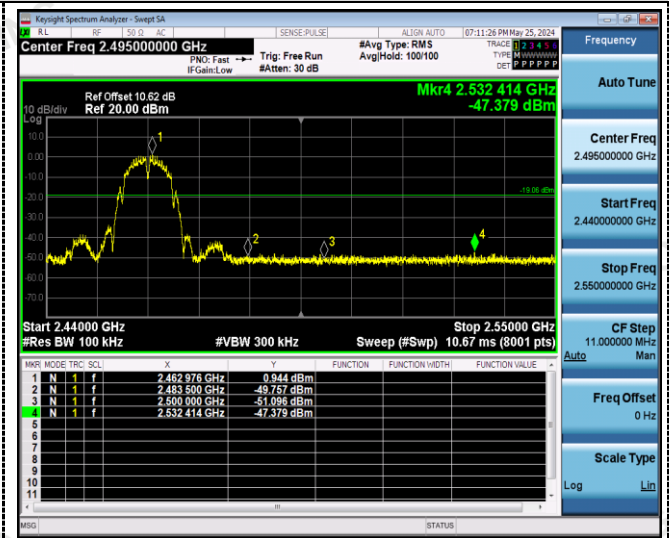 Keysight Spectrum Analyzer - Swept SA
RL RF 50 Ω AC SENSE:PULSE ALIGN AUTO 07:11:26 PM May 25, 2024
Center Freq 2.495000000 GHz
PNO: Fast
IFGain:Low
Trig: Free Run
#Atten: 30 dB
#Avg Type: RMS
Avg|Hold: 100/100
TRACE 1 2 3 4 5 6
TYPE MWWWWW
DET P P P P P P
Frequency
Auto Tune
Center Freq
2.495000000 GHz
Start Freq
2.440000000 GHz
Stop Freq
2.550000000 GHz
CF Step
11.000000 MHz
Auto Man
Freq Offset
0 Hz
Scale Type
Log Lin
Ref Offset 10.62 dB
10 dB/div Ref 20.00 dBm
Log
Mkr4 2.532 414 GHz
-47.379 dBm
10.0
0.00
-10.0
-20.0
-30.0
-40.0
-50.0
-60.0
-70.0
1
2
3
4
-19.06 dBm
Start 2.44000 GHz Stop 2.55000 GHz
#Res BW 100 kHz #VBW 300 kHz Sweep (#Swp) 10.67 ms (8001 pts)
MKR MODE TRC SCL X Y FUNCTION FUNCTION WIDTH FUNCTION VALUE
1 N 1 f 2.462 976 GHz 0.944 dBm
2 N 1 f 2.483 500 GHz -49.757 dBm
3 N 1 f 2.500 000 GHz -51.096 dBm
4 N 1 f 2.532 414 GHz -47.379 dBm
5
6
7
8
9
10
11
MSG STATUS